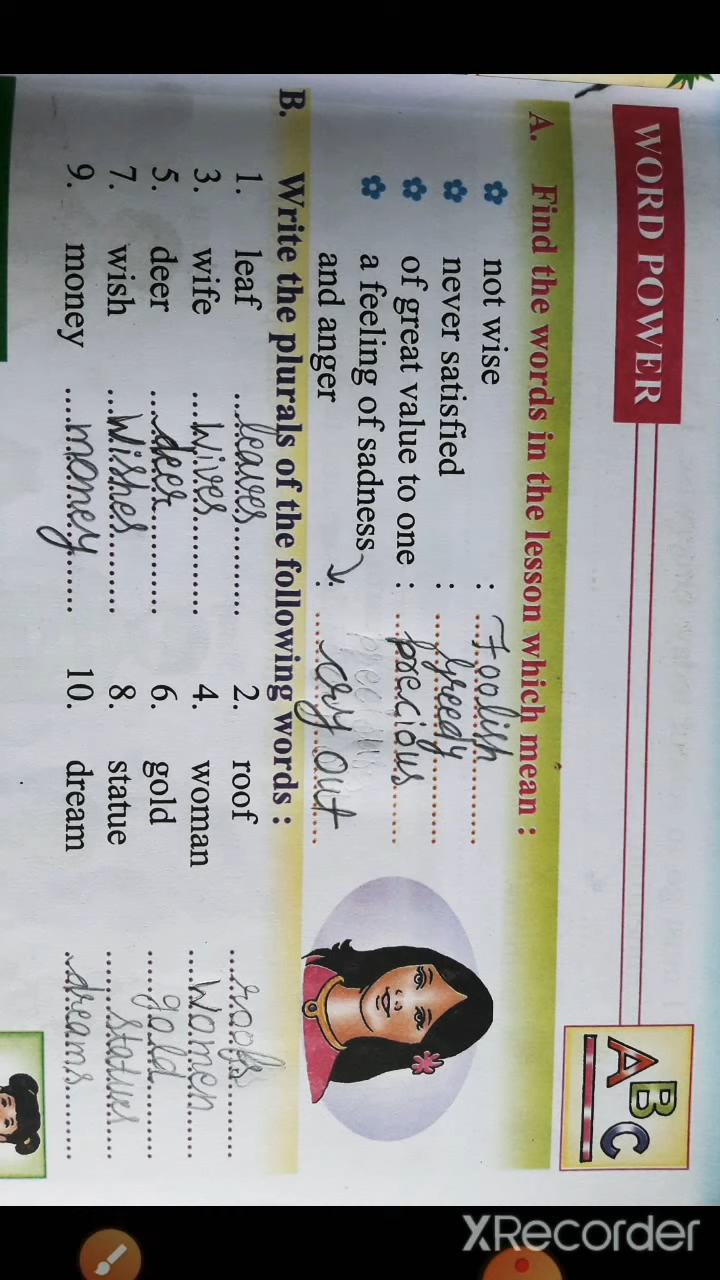 WORD POWER
ABC
A. Find the words in the lesson which mean :
not wise : Foolish
never satisfied : Greedy
of great value to one : precious
a feeling of sadness
and anger : cry out
B. Write the plurals of the following words :
1. leaf leaves 2. roof roofs
3. wife wives 4. woman women
5. deer deer 6. gold gold
7. wish wishes 8. statue statues
9. money money 10. dream dreams
XRecorder